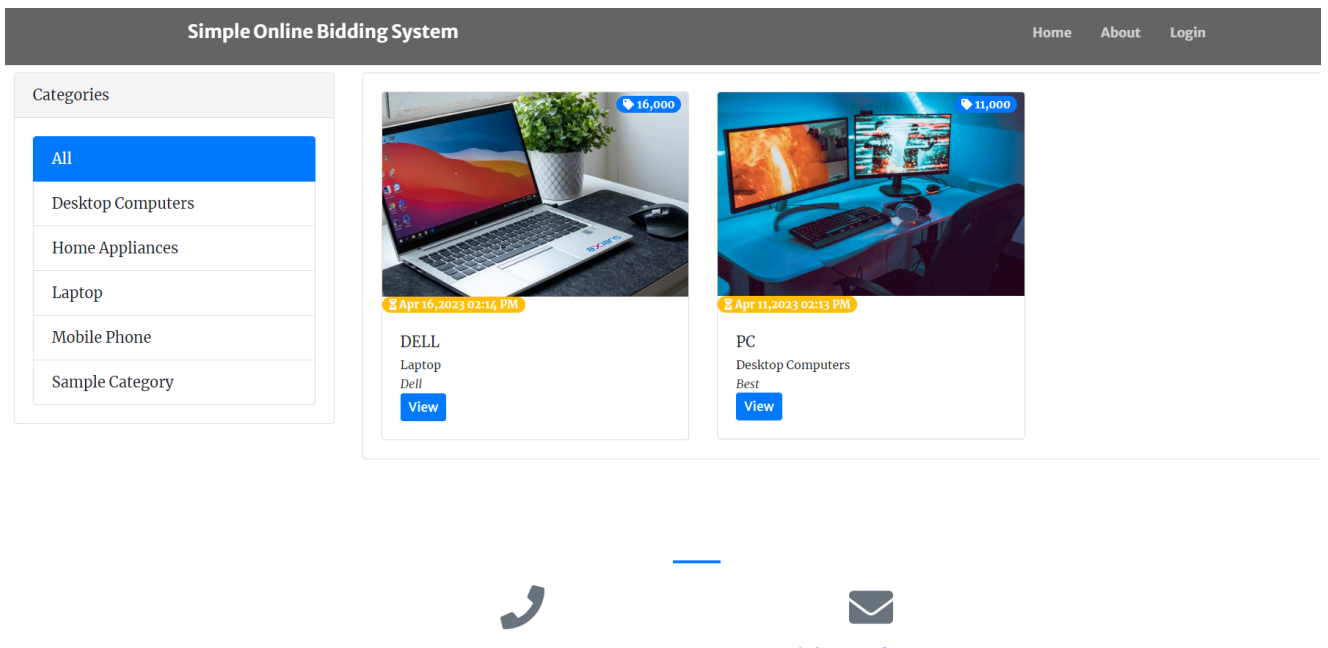 Simple Online Bidding System
Home About Login
Categories
All
Desktop Computers
Home Appliances
Laptop
Mobile Phone
Sample Category
16,000
axians
Apr 16,2023 02:14 PM
DELL
Laptop
Dell
View
11,000
Apr 11,2023 02:13 PM
PC
Desktop Computers
Best
View